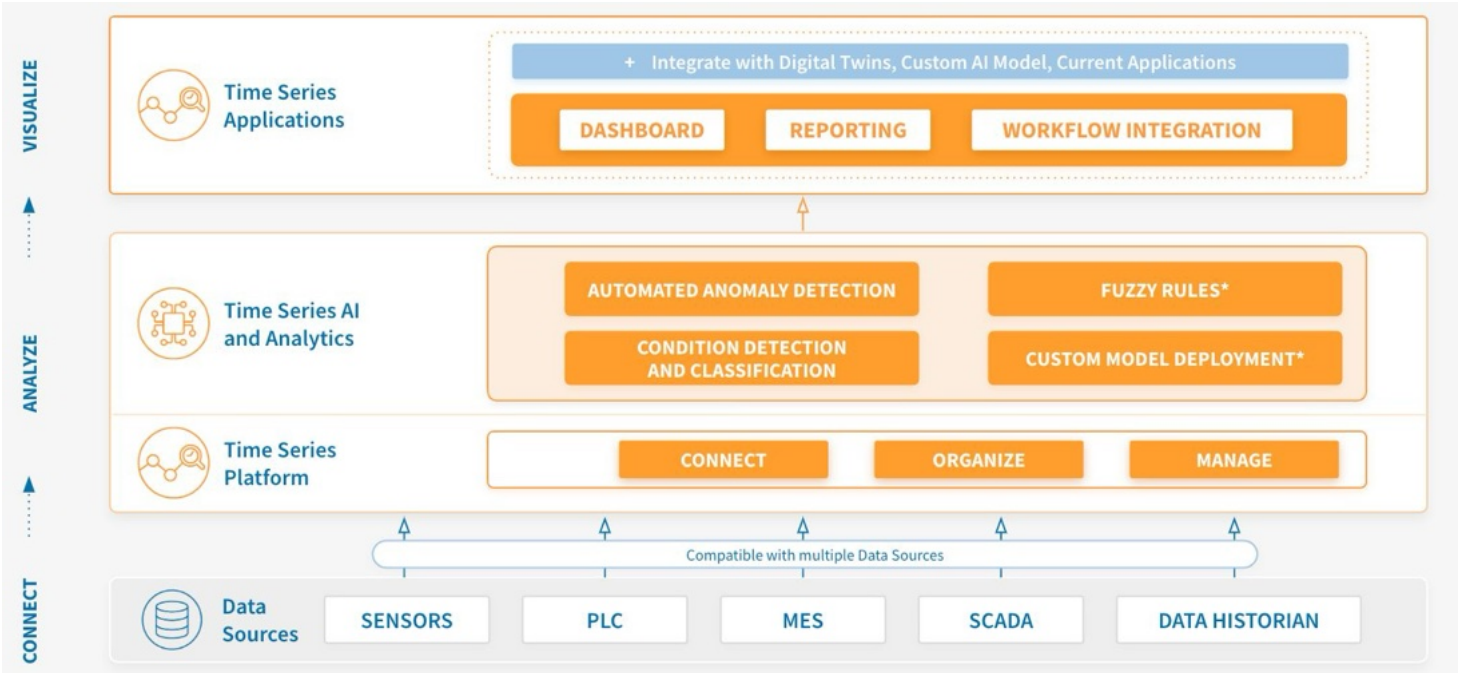 VISUALIZE
Time Series
Applications
+ Integrate with Digital Twins, Custom AI Model, Current Applications
DASHBOARD
REPORTING
WORKFLOW INTEGRATION
ANALYZE
Time Series AI
and Analytics
AUTOMATED ANOMALY DETECTION
FUZZY RULES*
CONDITION DETECTION
AND CLASSIFICATION
CUSTOM MODEL DEPLOYMENT*
Time Series
Platform
CONNECT
ORGANIZE
MANAGE
Compatible with multiple Data Sources
CONNECT
Data
Sources
SENSORS
PLC
MES
SCADA
DATA HISTORIAN